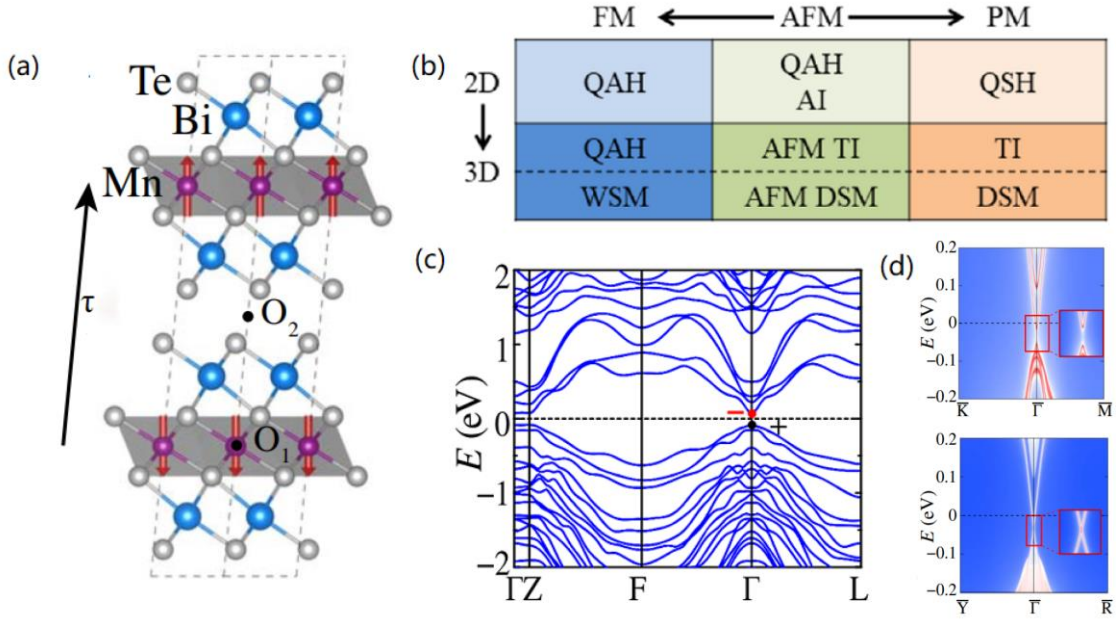 (a)
Te
Bi
Mn
τ
O2
O1
(b)
FM AFM PM
2D
3D
QAH
QAH
AI
QSH
QAH
AFM TI
TI
WSM
AFM DSM
DSM
(c)
E (eV)
2
1
0
−1
−2
−
+
Γ Z F Γ L
(d)
E (eV)
0.2
0.1
0
−0.1
−0.2
K̅ Γ̅ M̅
E (eV)
0.2
0.1
0
−0.1
−0.2
Y̅ Γ̅ R̅